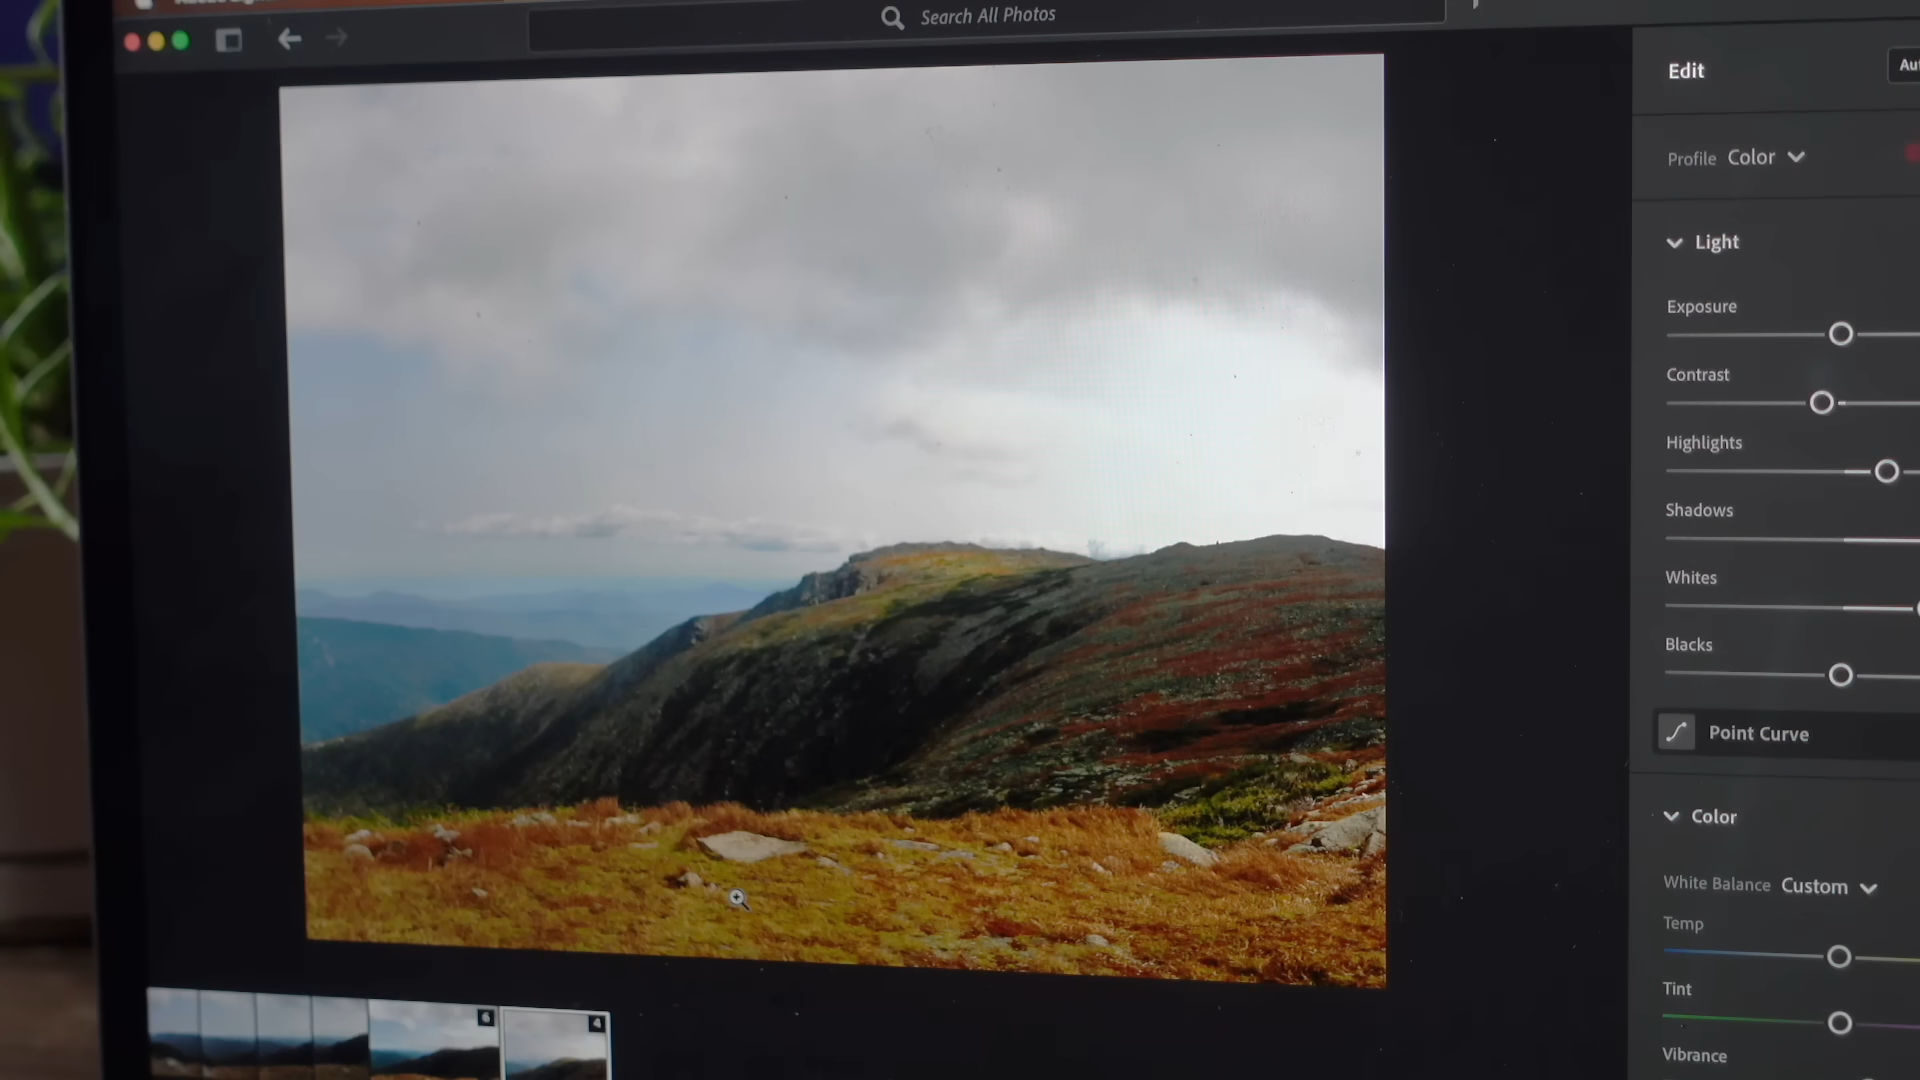 Search All Photos
Edit
Profile Color
Light
Exposure
Contrast
Highlights
Shadows
Whites
Blacks
Point Curve
Color
White Balance Custom
Temp
Tint
Vibrance